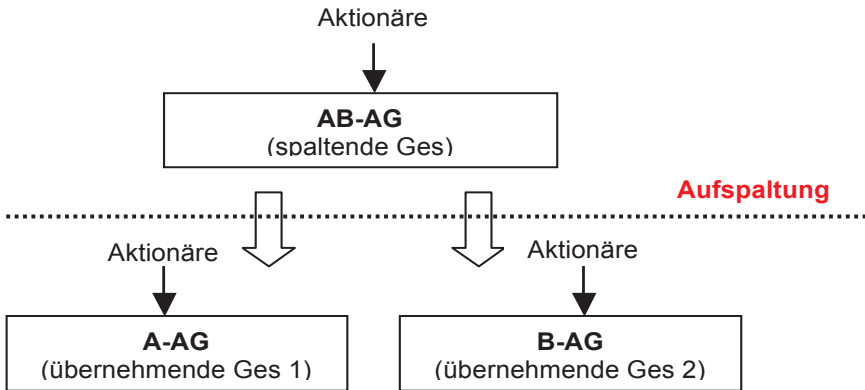 Aktionäre
AB-AG
(spaltende Ges)
Aufspaltung
Aktionäre
Aktionäre
A-AG
(übernehmende Ges 1)
B-AG
(übernehmende Ges 2)